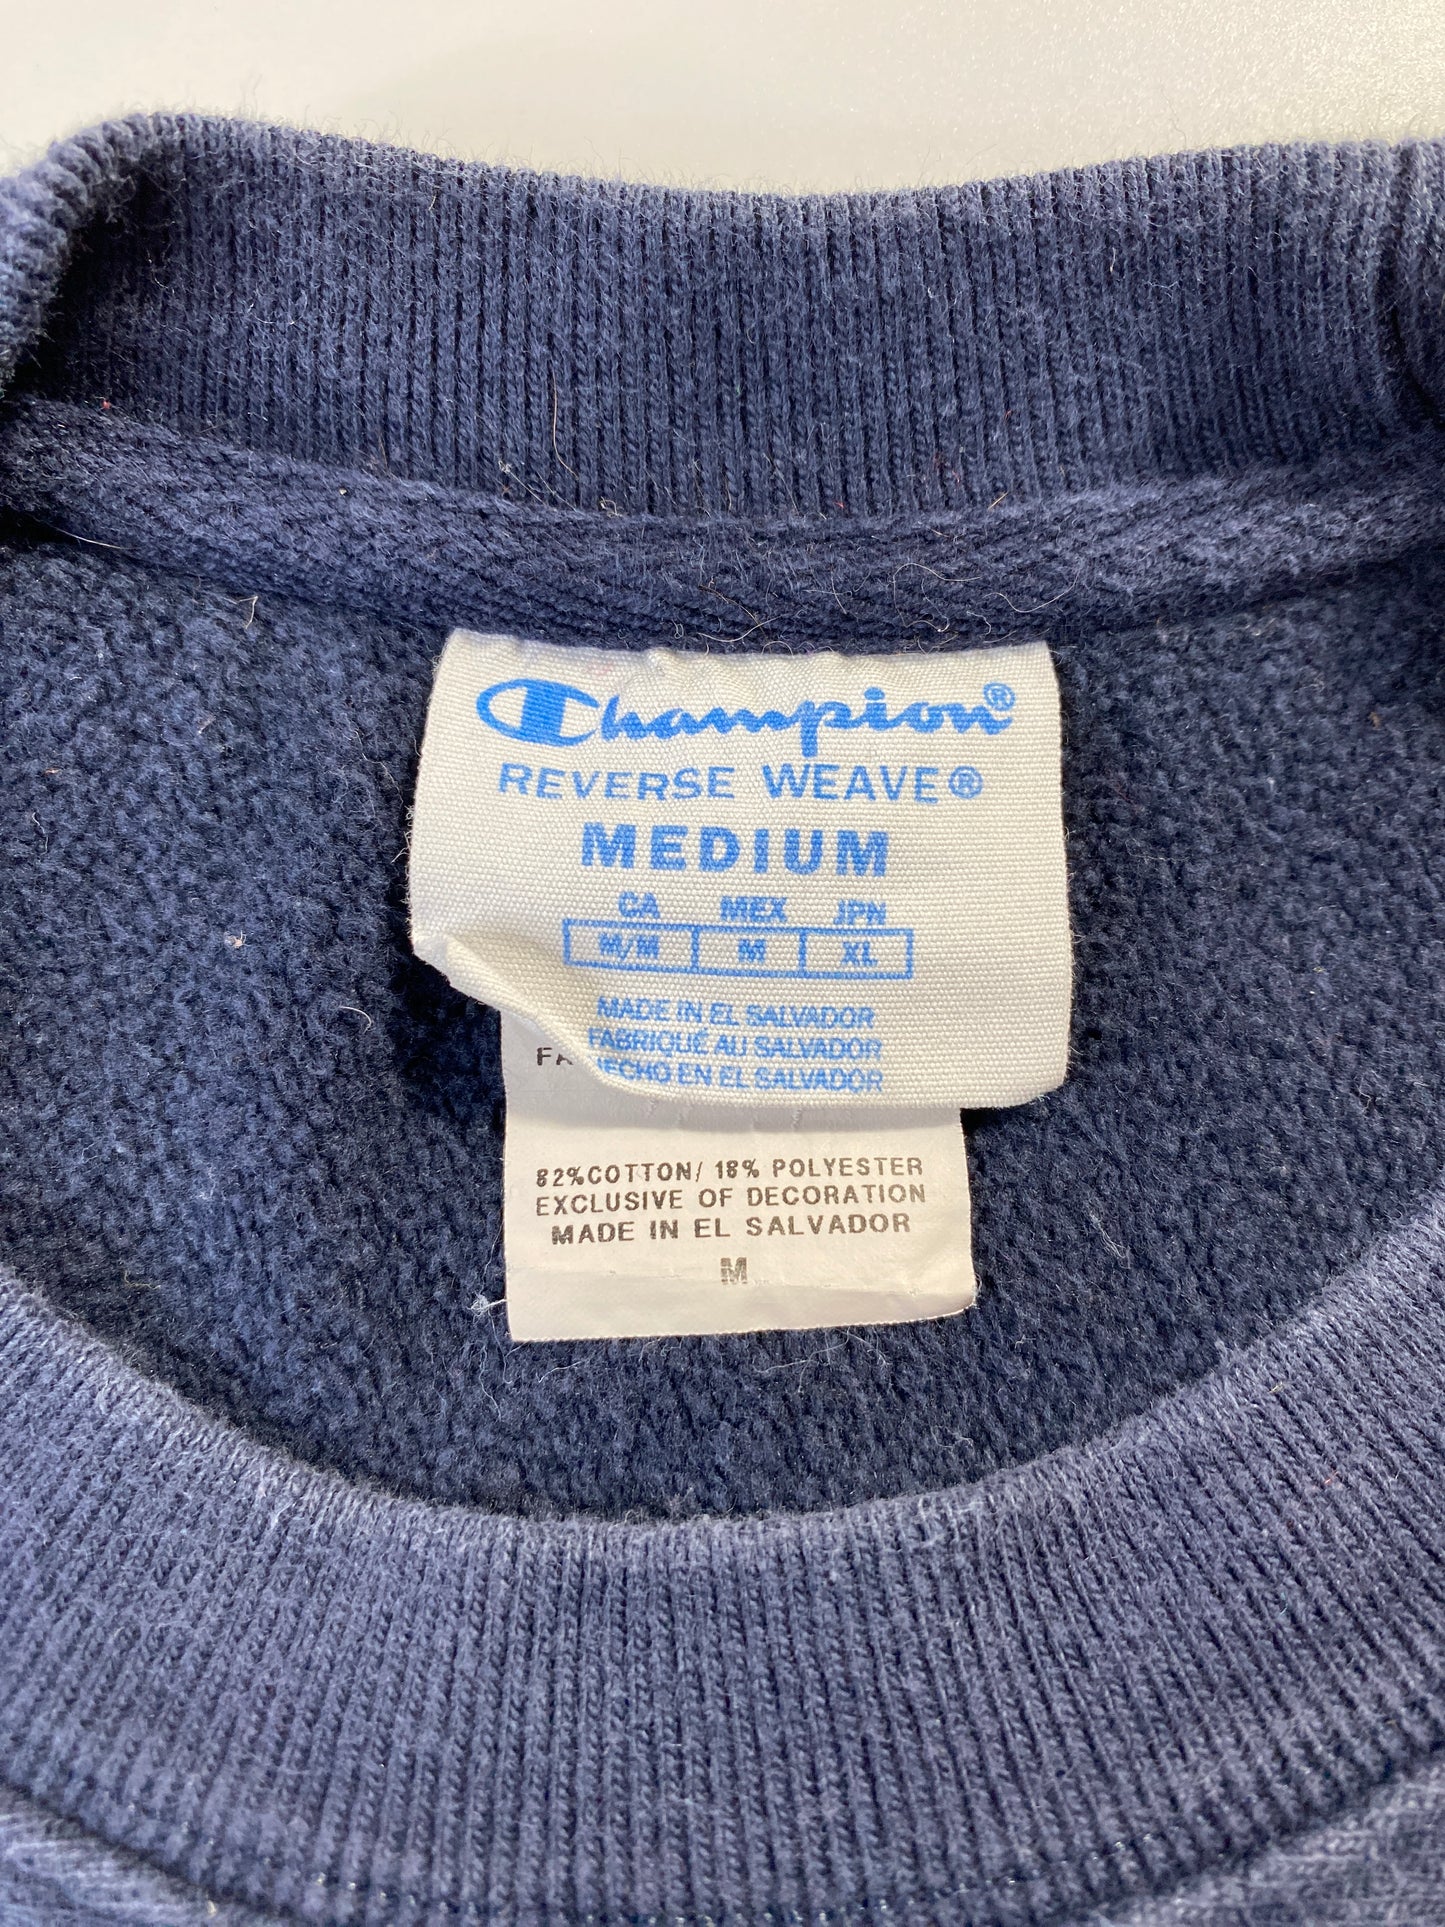 Champion®
REVERSE WEAVE®
MEDIUM
CA MEX JPN
M/M M XL
MADE IN EL SALVADOR
FABRIQUÉ AU SALVADOR
HECHO EN EL SALVADOR
82%COTTON/ 18% POLYESTER
EXCLUSIVE OF DECORATION
MADE IN EL SALVADOR
M